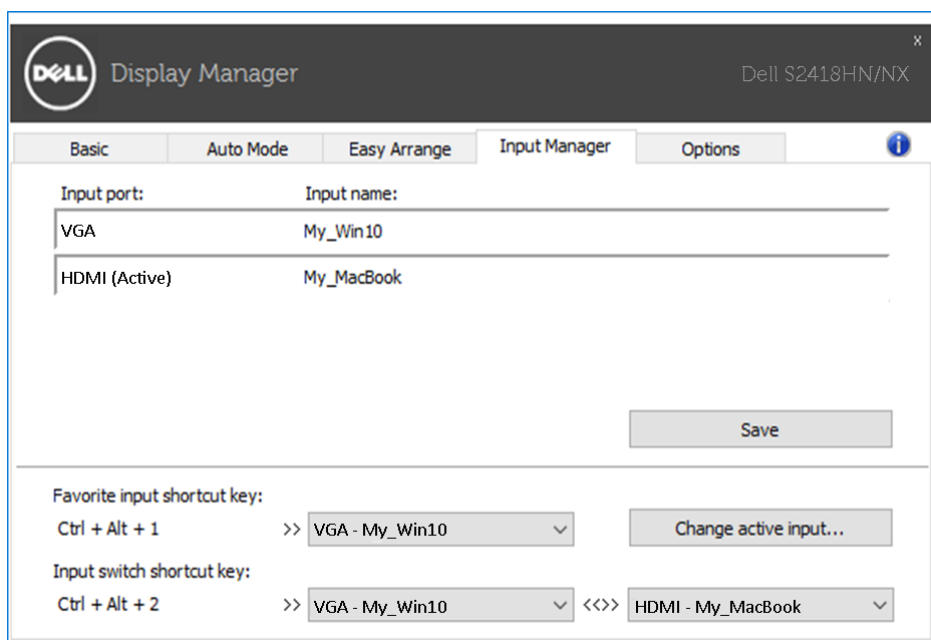 x
DELL Display Manager Dell S2418HN/NX
Basic Auto Mode Easy Arrange Input Manager Options i
Input port: Input name:
VGA My_Win10
HDMI (Active) My_MacBook
Save
Favorite input shortcut key:
Ctrl + Alt + 1 >> VGA - My_Win10 Change active input...
Input switch shortcut key:
Ctrl + Alt + 2 >> VGA - My_Win10 <<>> HDMI - My_MacBook